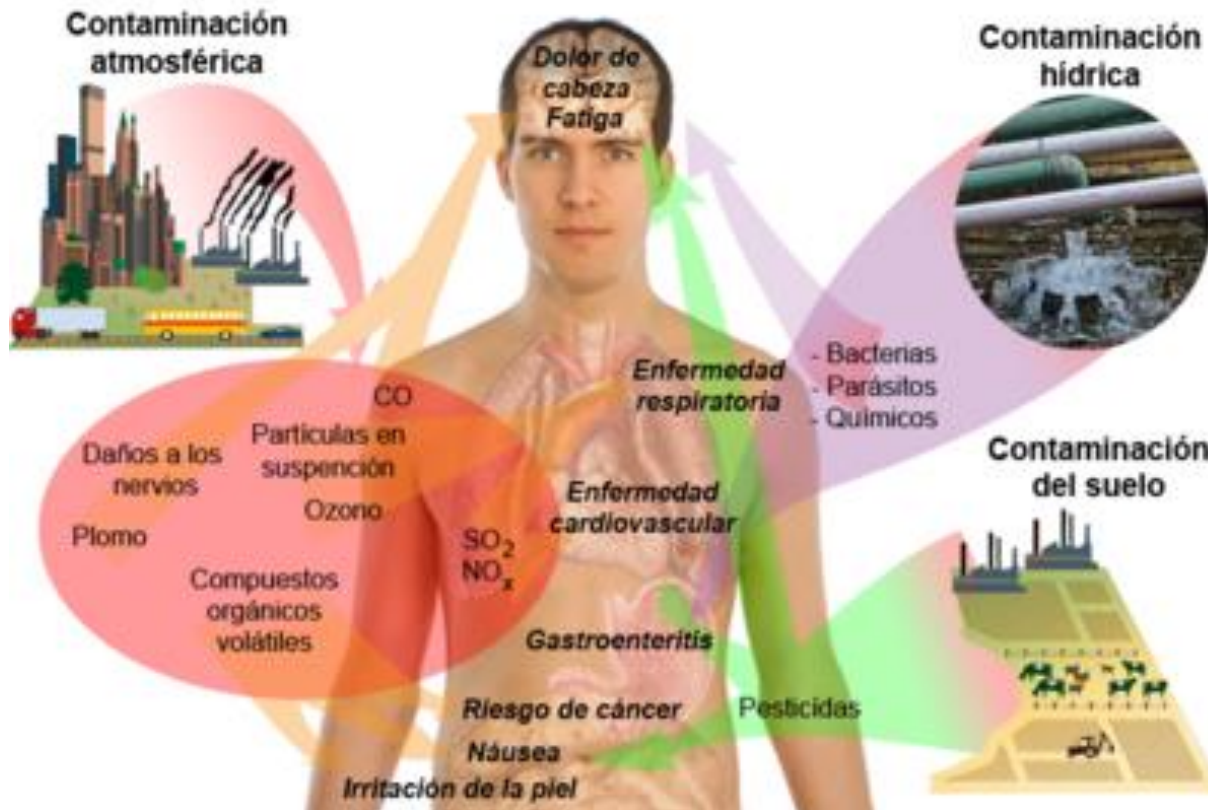 Contaminación
atmosférica
Dolor de
cabeza
Fatiga
Contaminación
hídrica
CO
Partículas en
suspención
Daños a los
nervios
Ozono
Plomo
SO2
NOx
Compuestos
orgánicos
volátiles
Enfermedad
respiratoria
- Bacterias
- Parásitos
- Químicos
Enfermedad
cardiovascular
Contaminación
del suelo
Gastroenteritis
Riesgo de cáncer
Pesticidas
Náusea
Irritación de la piel